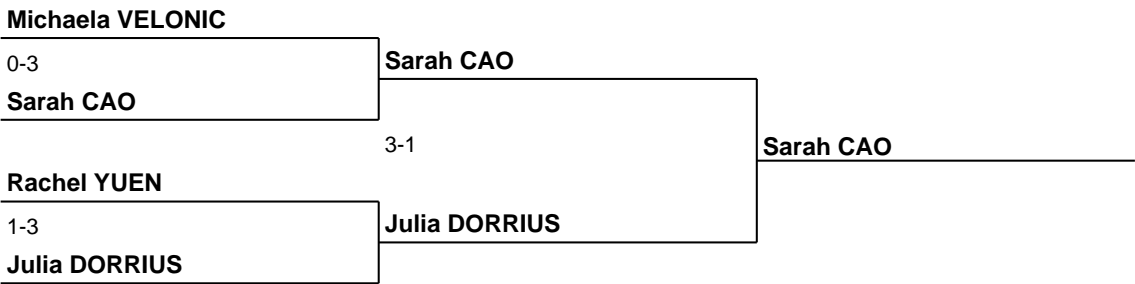 Michaela VELONIC
0-3
Sarah CAO
Sarah CAO
3-1
Sarah CAO
Rachel YUEN
1-3
Julia DORRIUS
Julia DORRIUS